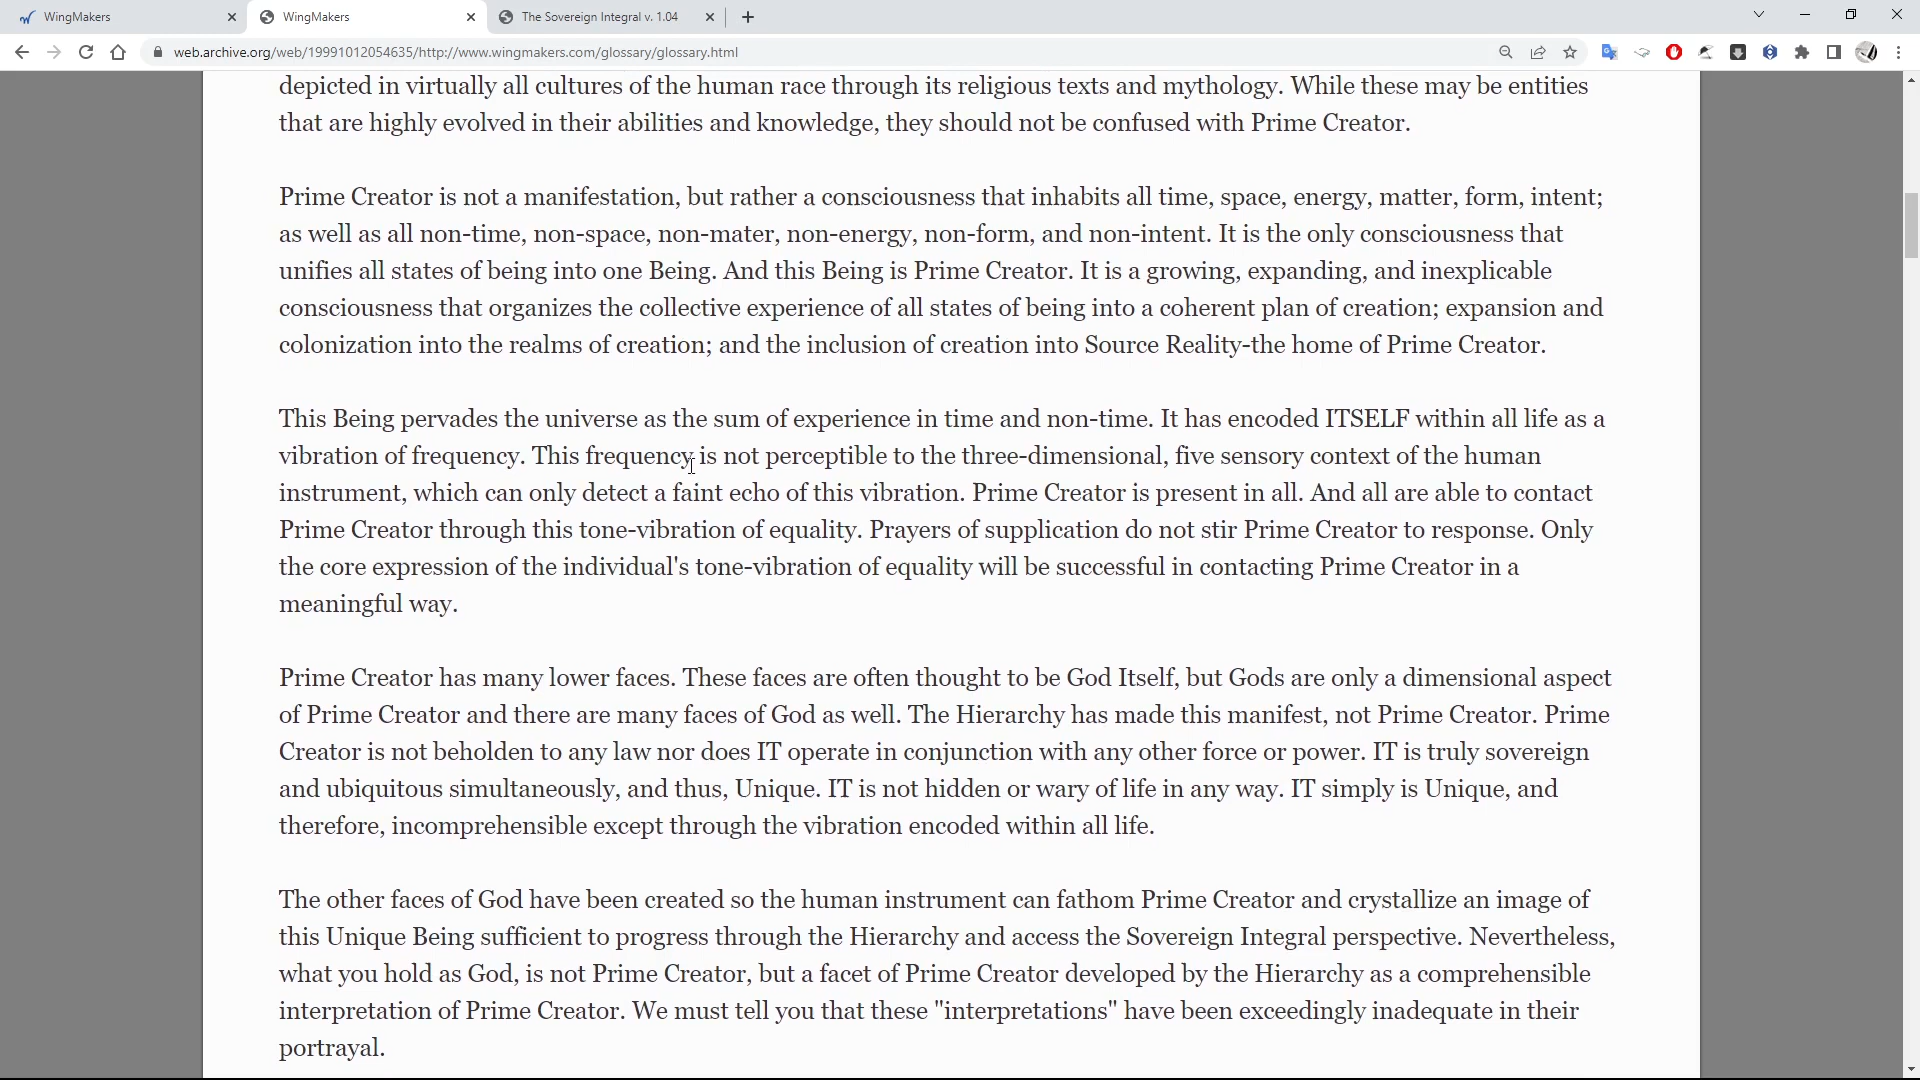 WingMakers
WingMakers
The Sovereign Integral v. 1.04
web.archive.org/web/19991012054635/http://www.wingmakers.com/glossary/glossary.html
depicted in virtually all cultures of the human race through its religious texts and mythology. While these may be entities
that are highly evolved in their abilities and knowledge, they should not be confused with Prime Creator.
Prime Creator is not a manifestation, but rather a consciousness that inhabits all time, space, energy, matter, form, intent;
as well as all non-time, non-space, non-mater, non-energy, non-form, and non-intent. It is the only consciousness that
unifies all states of being into one Being. And this Being is Prime Creator. It is a growing, expanding, and inexplicable
consciousness that organizes the collective experience of all states of being into a coherent plan of creation; expansion and
colonization into the realms of creation; and the inclusion of creation into Source Reality-the home of Prime Creator.
This Being pervades the universe as the sum of experience in time and non-time. It has encoded ITSELF within all life as a
vibration of frequency. This frequency is not perceptible to the three-dimensional, five sensory context of the human
instrument, which can only detect a faint echo of this vibration. Prime Creator is present in all. And all are able to contact
Prime Creator through this tone-vibration of equality. Prayers of supplication do not stir Prime Creator to response. Only
the core expression of the individual's tone-vibration of equality will be successful in contacting Prime Creator in a
meaningful way.
Prime Creator has many lower faces. These faces are often thought to be God Itself, but Gods are only a dimensional aspect
of Prime Creator and there are many faces of God as well. The Hierarchy has made this manifest, not Prime Creator. Prime
Creator is not beholden to any law nor does IT operate in conjunction with any other force or power. IT is truly sovereign
and ubiquitous simultaneously, and thus, Unique. IT is not hidden or wary of life in any way. IT simply is Unique, and
therefore, incomprehensible except through the vibration encoded within all life.
The other faces of God have been created so the human instrument can fathom Prime Creator and crystallize an image of
this Unique Being sufficient to progress through the Hierarchy and access the Sovereign Integral perspective. Nevertheless,
what you hold as God, is not Prime Creator, but a facet of Prime Creator developed by the Hierarchy as a comprehensible
interpretation of Prime Creator. We must tell you that these "interpretations" have been exceedingly inadequate in their
portrayal.